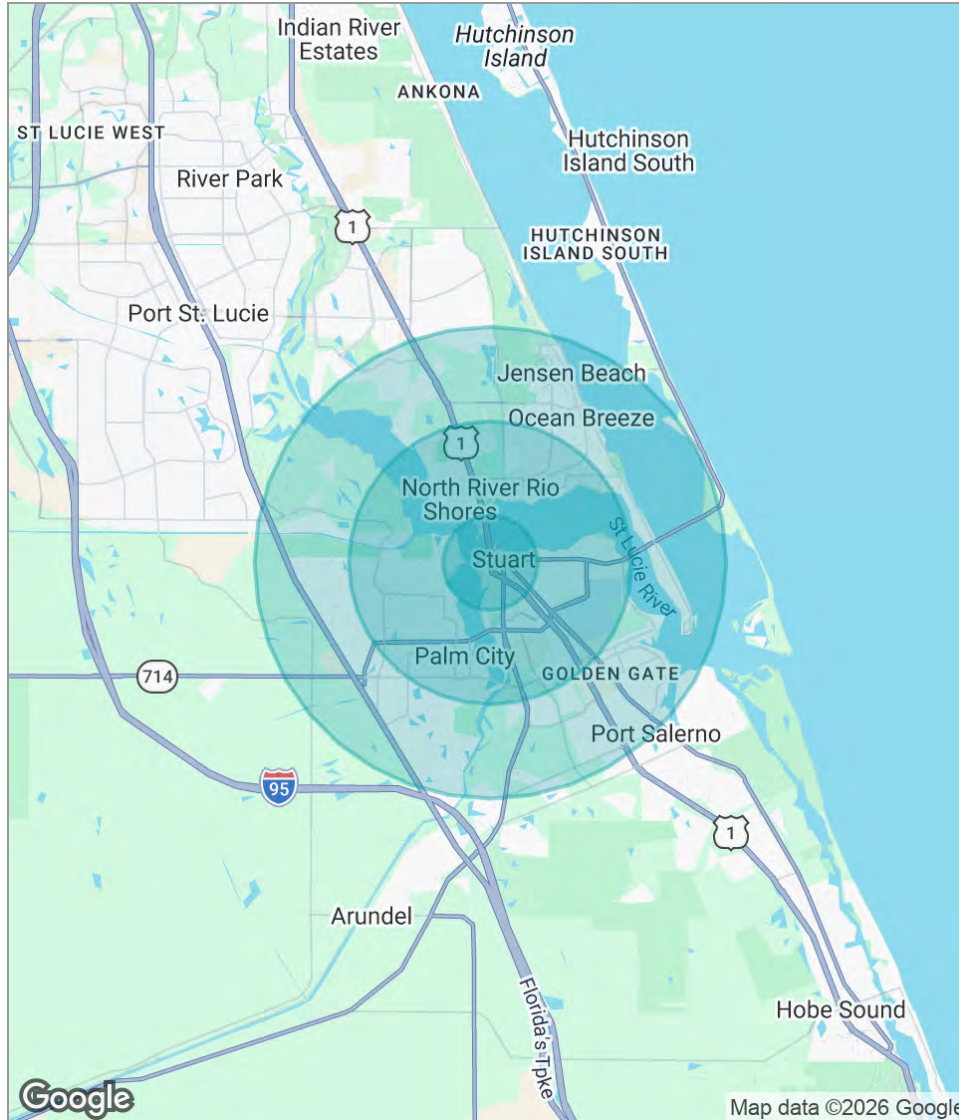 Indian River
Estates
Hutchinson
Island
ANKONA
ST LUCIE WEST
Hutchinson
Island South
River Park
1
HUTCHINSON
ISLAND SOUTH
Port St. Lucie
Jensen Beach
Ocean Breeze
1
North River Rio
Shores
Stuart
St Lucie River
Palm City
714
GOLDEN GATE
Port Salerno
95
1
Arundel
Florida's Tpke
Hobe Sound
Google
Map data ©2026 Google